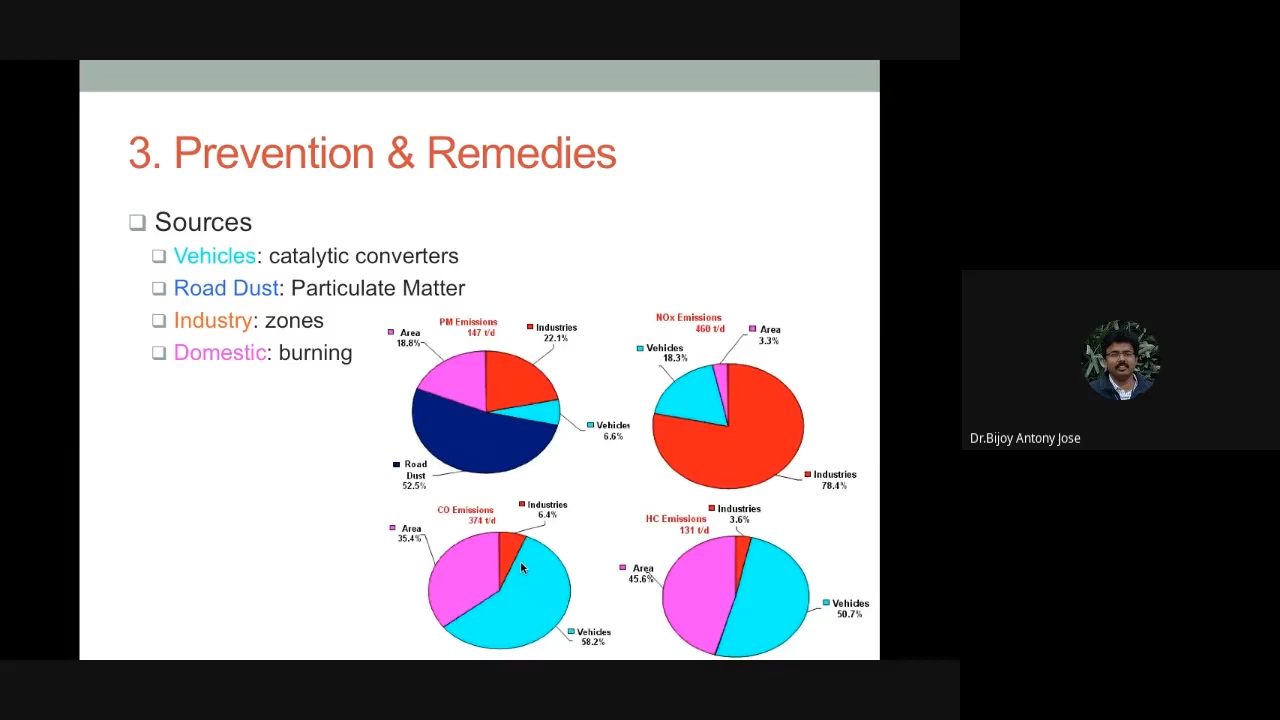 3. Prevention & Remedies
Sources
Vehicles: catalytic converters
Road Dust: Particulate Matter
Industry: zones
Domestic: burning
PM Emissions
147 t/d
Area
18.8%
Industries
22.1%
Vehicles
6.6%
Road
Dust
52.5%
NOx Emissions
460 t/d
Area
3.3%
Vehicles
18.3%
Industries
78.4%
CO Emissions
374 t/d
Industries
6.4%
Area
35.4%
Vehicles
58.2%
HC Emissions
131 t/d
Industries
3.6%
Area
45.6%
Vehicles
50.7%
Dr.Bijoy Antony Jose